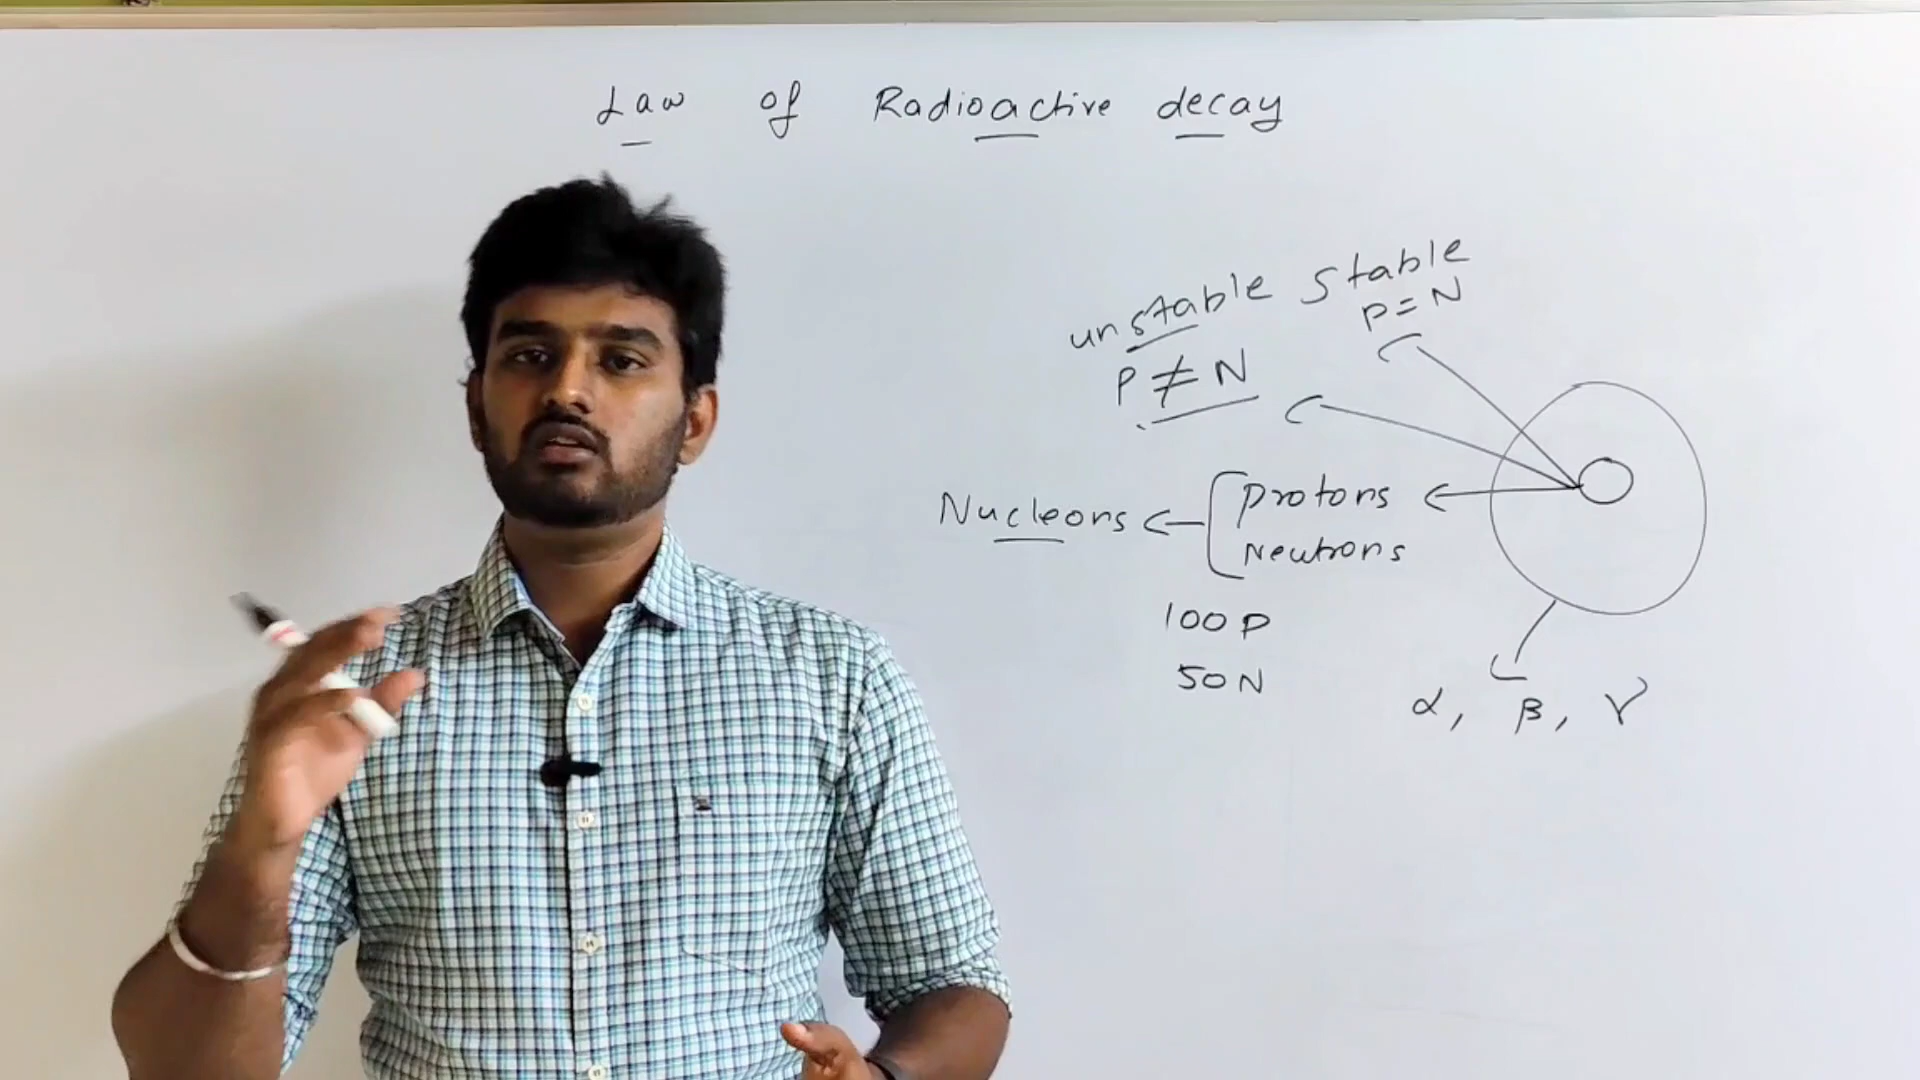 Law of Radioactive decay
unstable stable
P = N
P ≠ N
Nucleons ← protons ←
Neutrons
100 P
50 N
α, β, γ